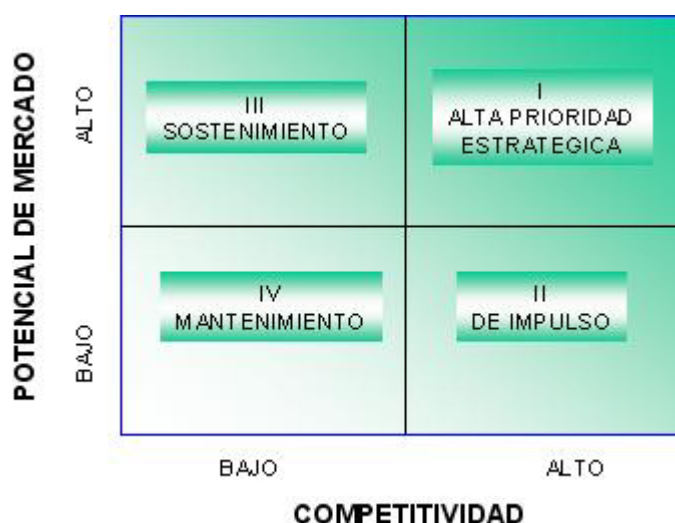 POTENCIAL DE MERCADO
ALTO
BAJO
III
SOSTENIMIENTO
I
ALTA PRIORIDAD
ESTRATEGICA
IV
MANTENIMIENTO
II
DE IMPULSO
BAJO
ALTO
COMPETITIVIDAD